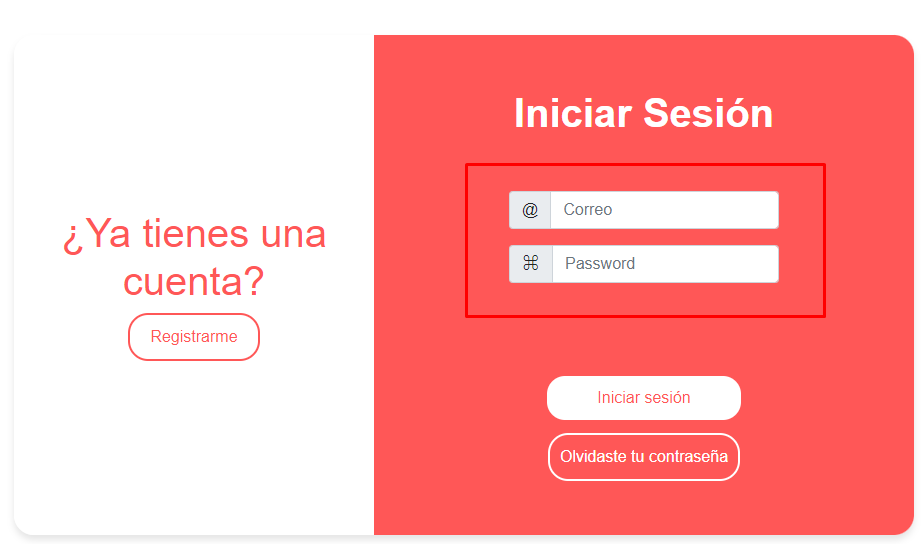 ¿Ya tienes una
cuenta?
Registrarme
Iniciar Sesión
@ Correo
⌘ Password
Iniciar sesión
Olvidaste tu contraseña